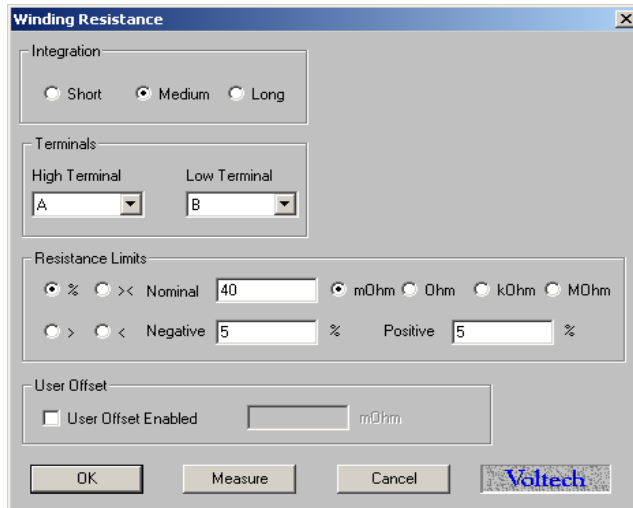 Winding Resistance
Integration
Short Medium Long
Terminals
High Terminal Low Terminal
A B
Resistance Limits
% >< Nominal 40 mOhm Ohm kOhm MOhm
> < Negative 5 % Positive 5 %
User Offset
User Offset Enabled mOhm
OK Measure Cancel Voltech